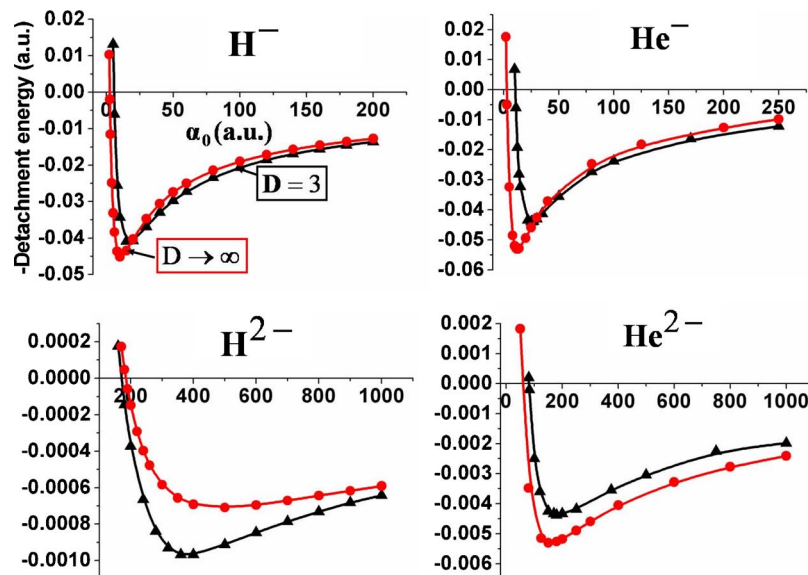 H⁻
-Detachment energy (a.u.)
0.02
0.01
0.00
-0.01
-0.02
-0.03
-0.04
-0.05
0 50 100 150 200
α₀ (a.u.)
D = 3
D → ∞
He⁻
0.02
0.01
0.00
-0.01
-0.02
-0.03
-0.04
-0.05
-0.06
0 50 100 150 200 250
H²⁻
0.0002
0.0000
-0.0002
-0.0004
-0.0006
-0.0008
-0.0010
200 400 600 800 1000
He²⁻
0.002
0.001
0.000
-0.001
-0.002
-0.003
-0.004
-0.005
-0.006
0 200 400 600 800 1000